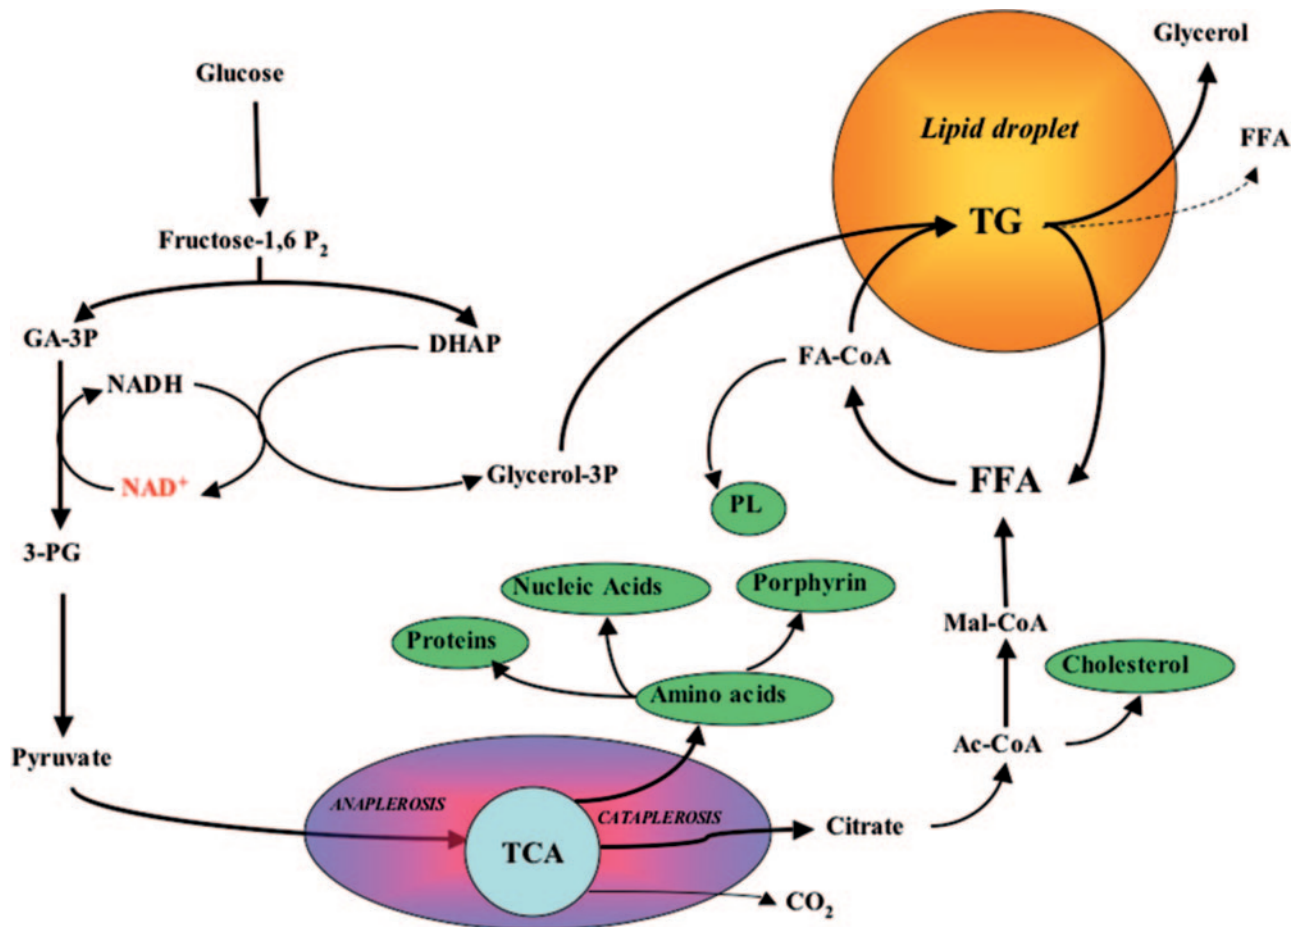 Glycerol
Glucose
Lipid droplet
FFA
TG
Fructose-1,6 P₂
GA-3P
DHAP
FA-CoA
NADH
Glycerol-3P
FFA
NAD⁺
PL
3-PG
Nucleic Acids
Porphyrin
Mal-CoA
Proteins
Cholesterol
Amino acids
Ac-CoA
Pyruvate
ANAPLEROSIS
CATAPLEROSIS
Citrate
TCA
CO₂